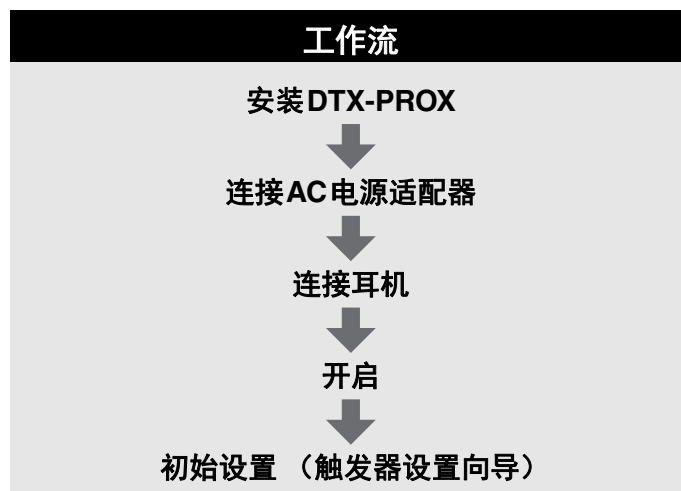 工作流
安装DTX-PROX
连接AC电源适配器
连接耳机
开启
初始设置 （触发器设置向导）